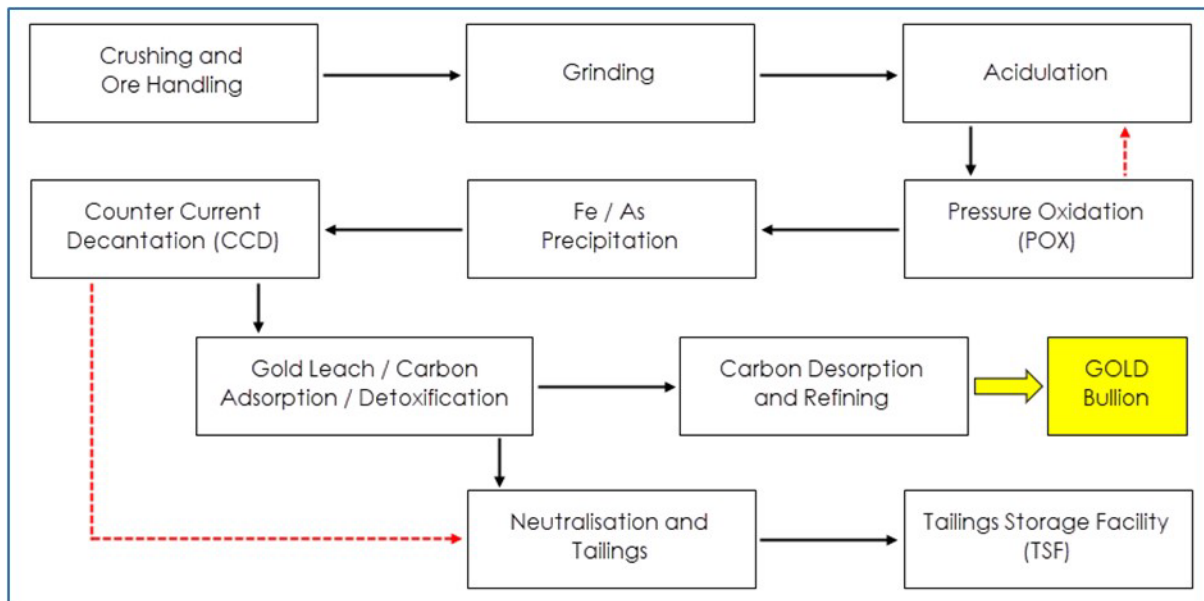 Crushing and
Ore Handling
Grinding
Acidulation
Counter Current
Decantation (CCD)
Fe / As
Precipitation
Pressure Oxidation
(POX)
Gold Leach / Carbon
Adsorption / Detoxification
Carbon Desorption
and Refining
GOLD
Bullion
Neutralisation and
Tailings
Tailings Storage Facility
(TSF)